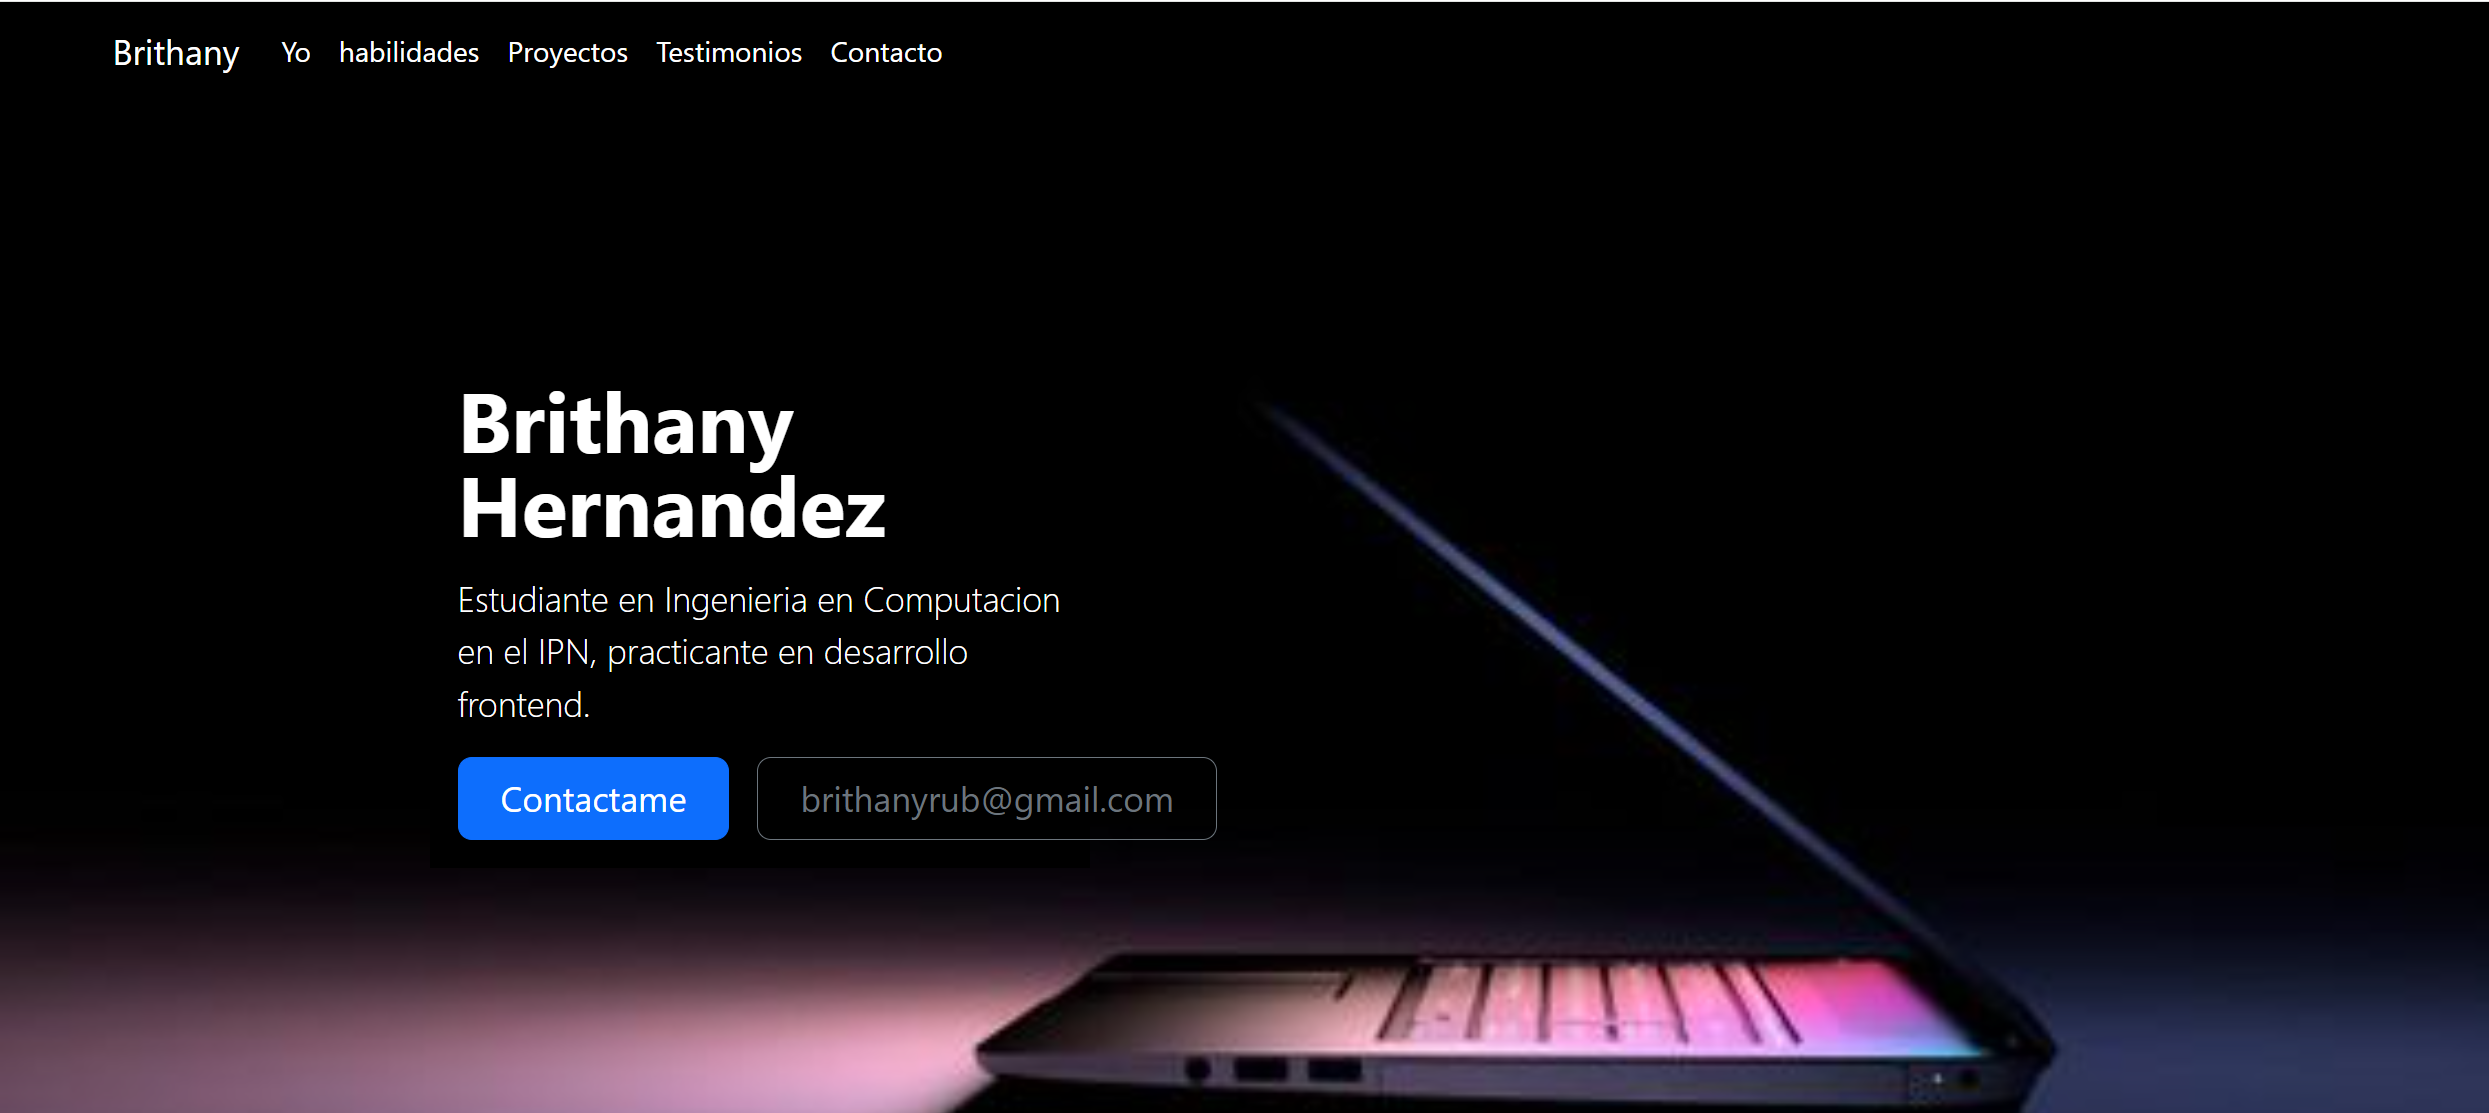 Brithany Yo habilidades Proyectos Testimonios Contacto
Brithany
Hernandez
Estudiante en Ingenieria en Computacion
en el IPN, practicante en desarrollo
frontend.
Contactame brithanyrub@gmail.com